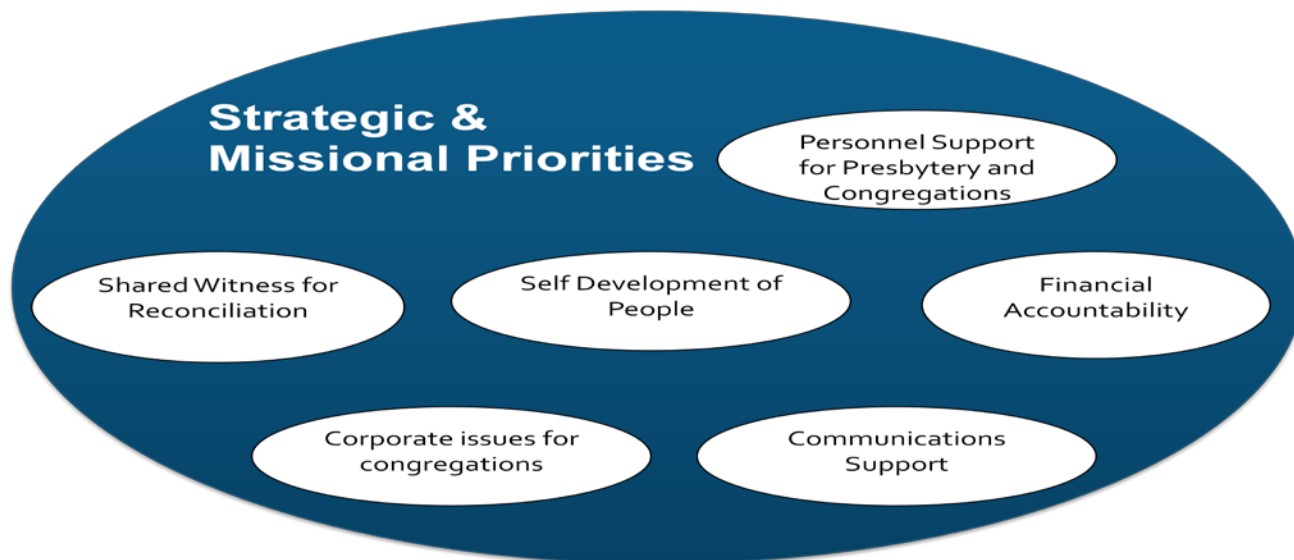 Strategic &
Missional Priorities
Personnel Support
for Presbytery and
Congregations
Shared Witness for
Reconciliation
Self Development of
People
Financial
Accountability
Corporate issues for
congregations
Communications
Support